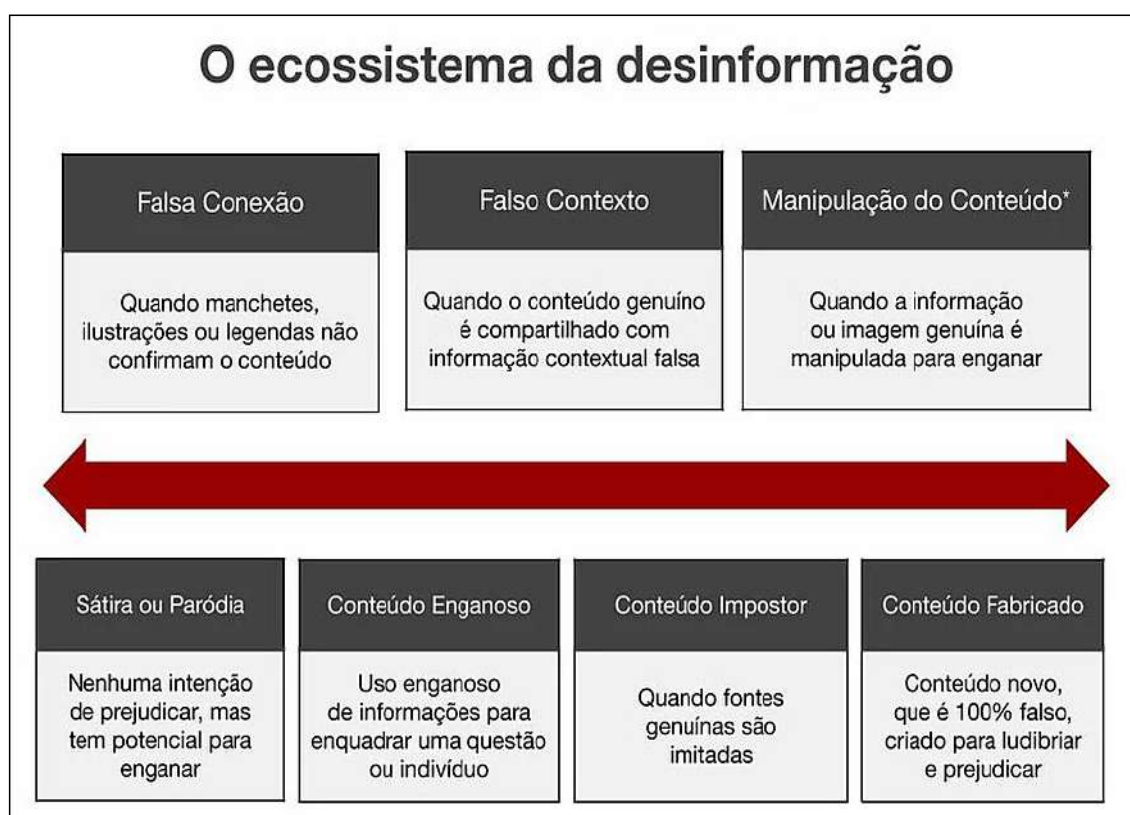 O ecossistema da desinformação
Falsa Conexão
Quando manchetes,
ilustrações ou legendas não
confirmam o conteúdo
Falso Contexto
Quando o conteúdo genuíno
é compartilhado com
informação contextual falsa
Manipulação do Conteúdo*
Quando a informação
ou imagem genuína é
manipulada para enganar
Sátira ou Paródia
Nenhuma intenção
de prejudicar, mas
tem potencial para
enganar
Conteúdo Enganoso
Uso enganoso
de informações para
enquadrar uma questão
ou indivíduo
Conteúdo Impostor
Quando fontes
genuínas são
imitadas
Conteúdo Fabricado
Conteúdo novo,
que é 100% falso,
criado para ludibriar
e prejudicar